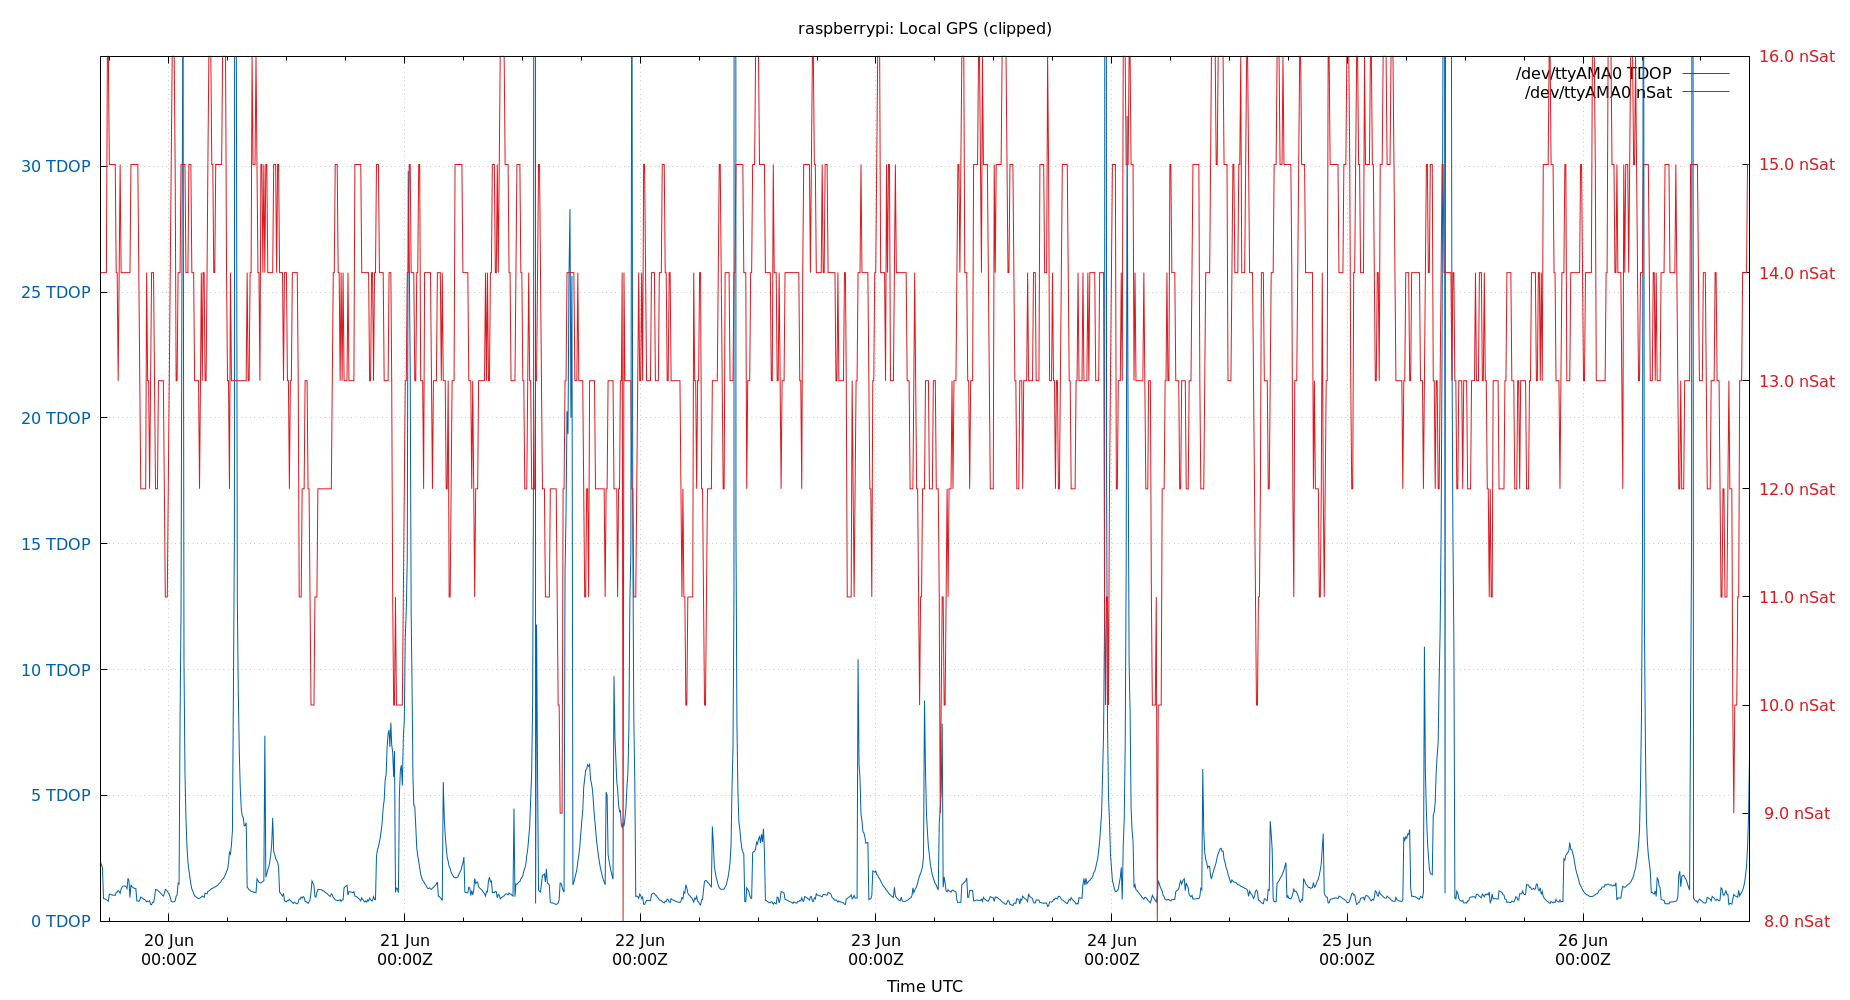 raspberrypi: Local GPS (clipped)
16.0 nSat
/dev/ttyAMA0 TDOP
/dev/ttyAMA0 nSat
30 TDOP
15.0 nSat
14.0 nSat
25 TDOP
13.0 nSat
20 TDOP
12.0 nSat
15 TDOP
11.0 nSat
10 TDOP
10.0 nSat
5 TDOP
9.0 nSat
0 TDOP
8.0 nSat
20 Jun 21 Jun 22 Jun 23 Jun 24 Jun 25 Jun 26 Jun
00:00Z 00:00Z 00:00Z 00:00Z 00:00Z 00:00Z 00:00Z
Time UTC